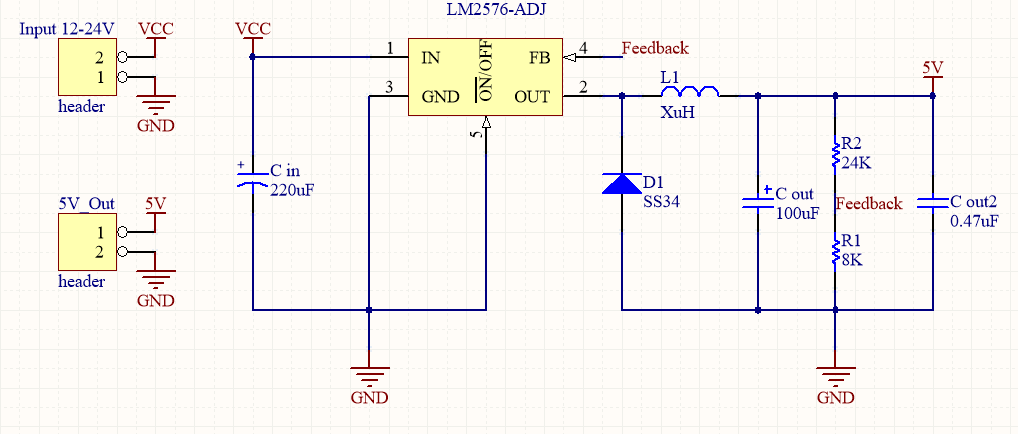 LM2576-ADJ
Input 12-24V
VCC
2
1
header
GND
VCC
1
IN
ON/OFF
FB
4
Feedback
3
GND
OUT
2
5
L1
XuH
5V
C in
220uF
+
D1
SS34
+
C out
100uF
R2
24K
Feedback
R1
8K
C out2
0.47uF
5V_Out
5V
1
2
header
GND
GND
GND